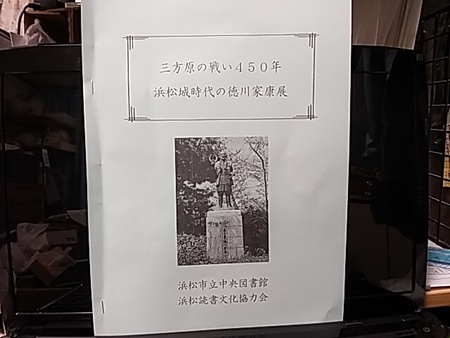 三方原の戦い450年
浜松城時代の徳川家康展
浜松市立中央図書館
浜松読書文化協力会